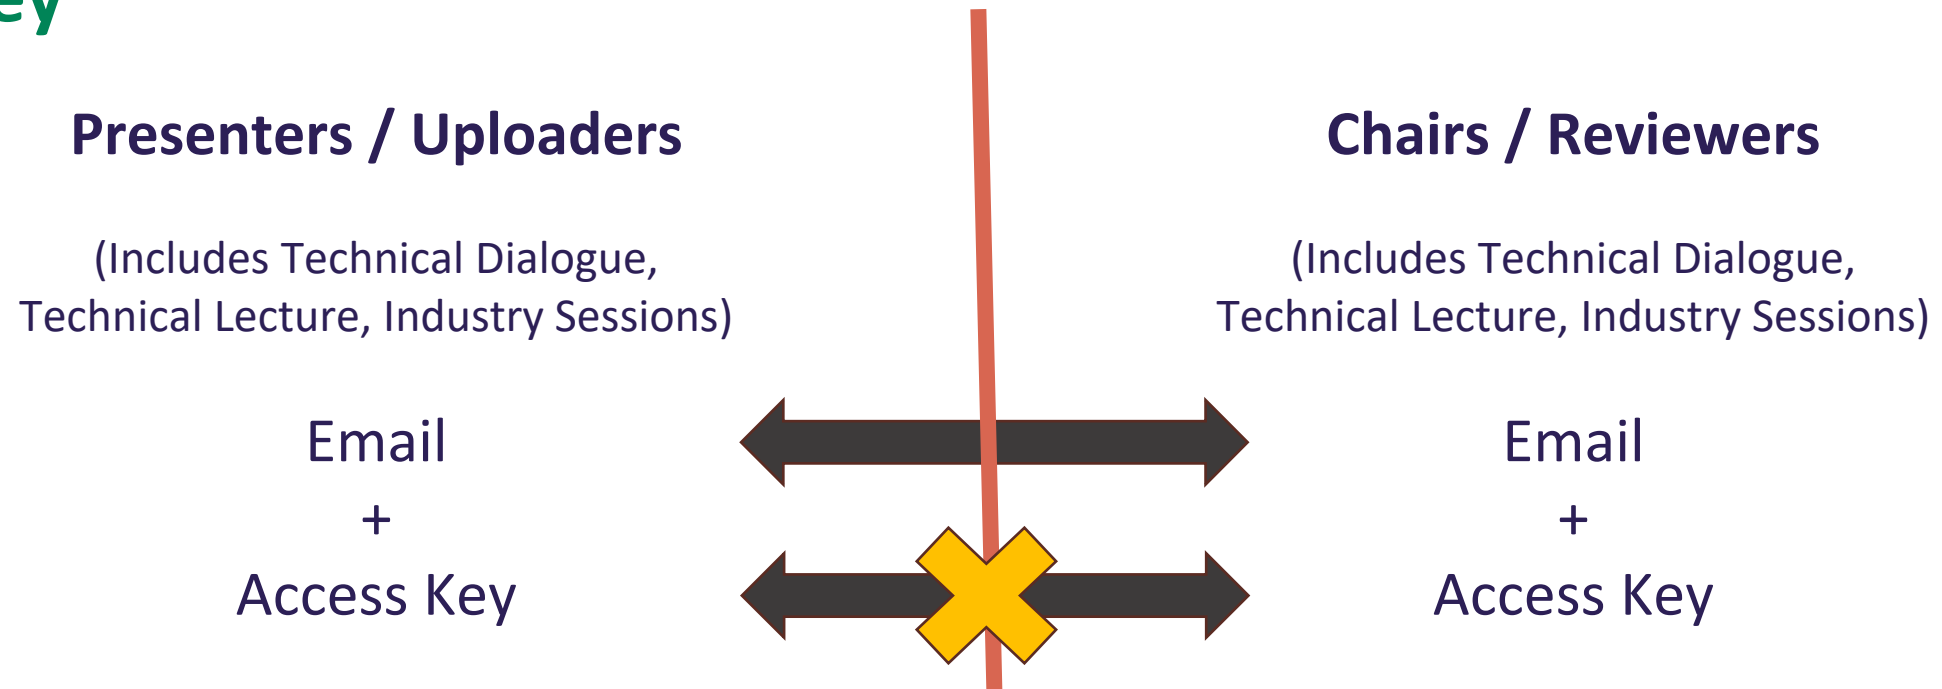 Presenters / Uploaders
(Includes Technical Dialogue,
Technical Lecture, Industry Sessions)
Email
+
Access Key
Chairs / Reviewers
(Includes Technical Dialogue,
Technical Lecture, Industry Sessions)
Email
+
Access Key